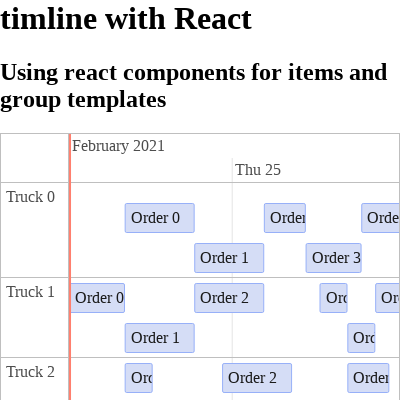 timline with React
Using react components for items and
group templates
February 2021
Thu 25
Truck 0
Order 0
Order
Orde
Order 1
Order 3
Truck 1
Order 0
Order 2
Orc
Or
Order 1
Orc
Truck 2
Orc
Order 2
Order